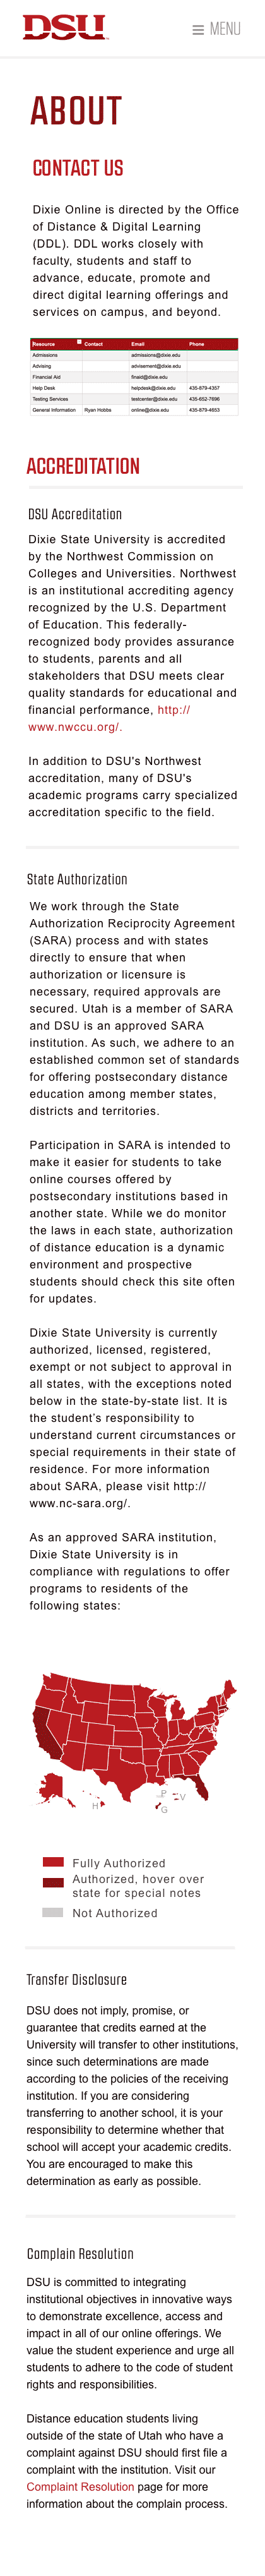 DSU
≡ MENU
ABOUT
CONTACT US
Dixie Online is directed by the Office
of Distance & Digital Learning
(DDL). DDL works closely with
faculty, students and staff to
advance, educate, promote and
direct digital learning offerings and
services on campus, and beyond.
Resource Contact Email Phone
Admissions admissions@dixie.edu
Advising advisement@dixie.edu
Financial Aid finaid@dixie.edu
Help Desk helpdesk@dixie.edu 435-879-4357
Testing Services testcenter@dixie.edu 435-652-7696
General Information Ryan Hobbs online@dixie.edu 435-879-4653
ACCREDITATION
DSU Accreditation
Dixie State University is accredited
by the Northwest Commission on
Colleges and Universities. Northwest
is an institutional accrediting agency
recognized by the U.S. Department
of Education. This federally-
recognized body provides assurance
to students, parents and all
stakeholders that DSU meets clear
quality standards for educational and
financial performance, http://
www.nwccu.org/.
In addition to DSU's Northwest
accreditation, many of DSU's
academic programs carry specialized
accreditation specific to the field.
State Authorization
We work through the State
Authorization Reciprocity Agreement
(SARA) process and with states
directly to ensure that when
authorization or licensure is
necessary, required approvals are
secured. Utah is a member of SARA
and DSU is an approved SARA
institution. As such, we adhere to an
established common set of standards
for offering postsecondary distance
education among member states,
districts and territories.
Participation in SARA is intended to
make it easier for students to take
online courses offered by
postsecondary institutions based in
another state. While we do monitor
the laws in each state, authorization
of distance education is a dynamic
environment and prospective
students should check this site often
for updates.
Dixie State University is currently
authorized, licensed, registered,
exempt or not subject to approval in
all states, with the exceptions noted
below in the state-by-state list. It is
the student’s responsibility to
understand current circumstances or
special requirements in their state of
residence. For more information
about SARA, please visit http://
www.nc-sara.org/.
As an approved SARA institution,
Dixie State University is in
compliance with regulations to offer
programs to residents of the
following states:
P
V
H
G
Fully Authorized
Authorized, hover over
state for special notes
Not Authorized
Transfer Disclosure
DSU does not imply, promise, or
guarantee that credits earned at the
University will transfer to other institutions,
since such determinations are made
according to the policies of the receiving
institution. If you are considering
transferring to another school, it is your
responsibility to determine whether that
school will accept your academic credits.
You are encouraged to make this
determination as early as possible.
Complain Resolution
DSU is committed to integrating
institutional objectives in innovative ways
to demonstrate excellence, access and
impact in all of our online offerings. We
value the student experience and urge all
students to adhere to the code of student
rights and responsibilities.
Distance education students living
outside of the state of Utah who have a
complaint against DSU should first file a
complaint with the institution. Visit our
Complaint Resolution page for more
information about the complain process.